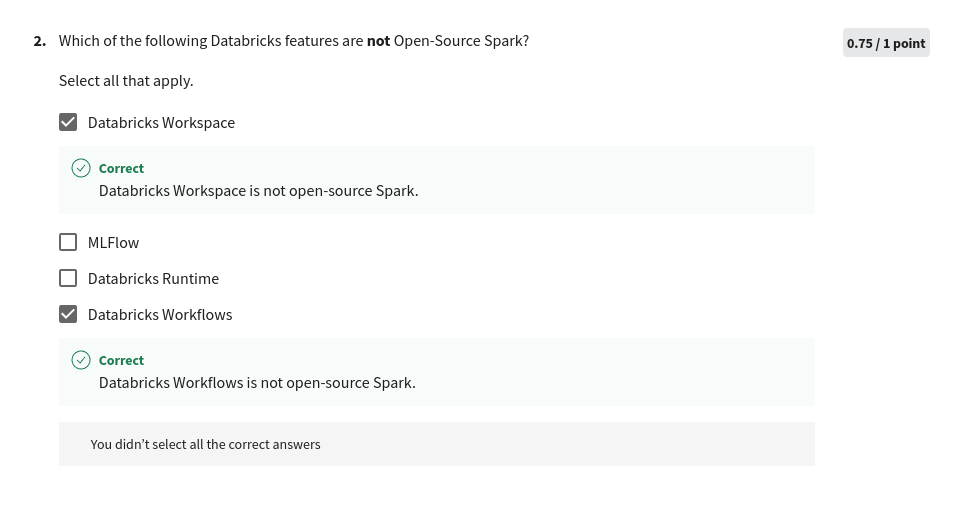 2. Which of the following Databricks features are not Open-Source Spark?
0.75 / 1 point
Select all that apply.
Databricks Workspace
Correct
Databricks Workspace is not open-source Spark.
MLFlow
Databricks Runtime
Databricks Workflows
Correct
Databricks Workflows is not open-source Spark.
You didn’t select all the correct answers